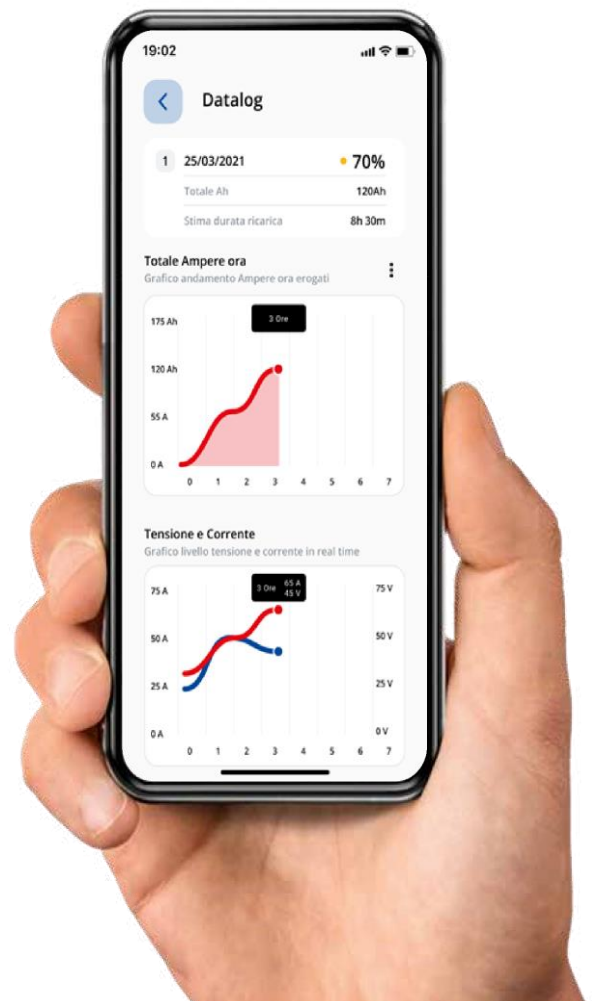 19:02
Datalog
1 25/03/2021 70%
Totale Ah 120Ah
Stima durata ricarica 8h 30m
Totale Ampere ora
Grafico andamento Ampere ora erogati
175 Ah
3 Ore
120 Ah
55 A
0 A
0 1 2 3 4 5 6 7
Tensione e Corrente
Grafico livello tensione e corrente in real time
75 A 3 Ore 65 A 75 V
45 V
50 A 50 V
25 A 25 V
0 A 0 V
0 1 2 3 4 5 6 7